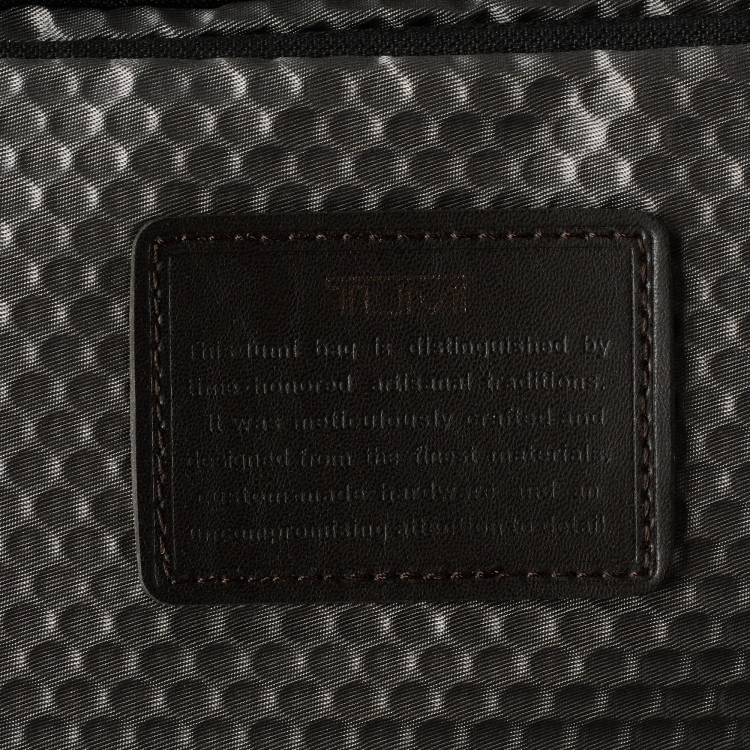 TUMI
This Tumi bag is distinguished by
time-honored artisanal traditions.
It was meticulously crafted and
designed from the finest materials,
custom-made hardware and an
uncompromising attention to detail.